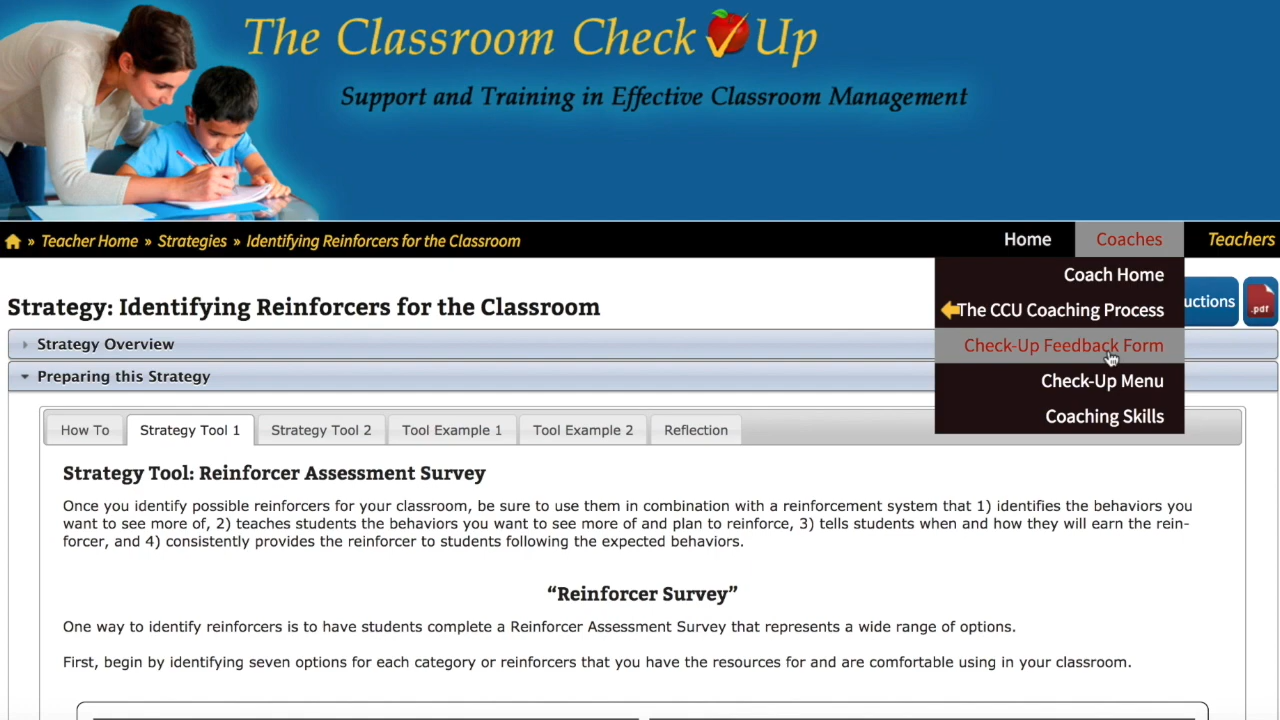 The Classroom Check Up
Support and Training in Effective Classroom Management
» Teacher Home » Strategies » Identifying Reinforcers for the Classroom
Home Coaches Teachers
Coach Home
The CCU Coaching Process
Check-Up Feedback Form
Check-Up Menu
Coaching Skills
uctions
.pdf
Strategy: Identifying Reinforcers for the Classroom
Strategy Overview
Preparing this Strategy
How To Strategy Tool 1 Strategy Tool 2 Tool Example 1 Tool Example 2 Reflection
Strategy Tool: Reinforcer Assessment Survey
Once you identify possible reinforcers for your classroom, be sure to use them in combination with a reinforcement system that 1) identifies the behaviors you
want to see more of, 2) teaches students the behaviors you want to see more of and plan to reinforce, 3) tells students when and how they will earn the rein-
forcer, and 4) consistently provides the reinforcer to students following the expected behaviors.
“Reinforcer Survey”
One way to identify reinforcers is to have students complete a Reinforcer Assessment Survey that represents a wide range of options.
First, begin by identifying seven options for each category or reinforcers that you have the resources for and are comfortable using in your classroom.